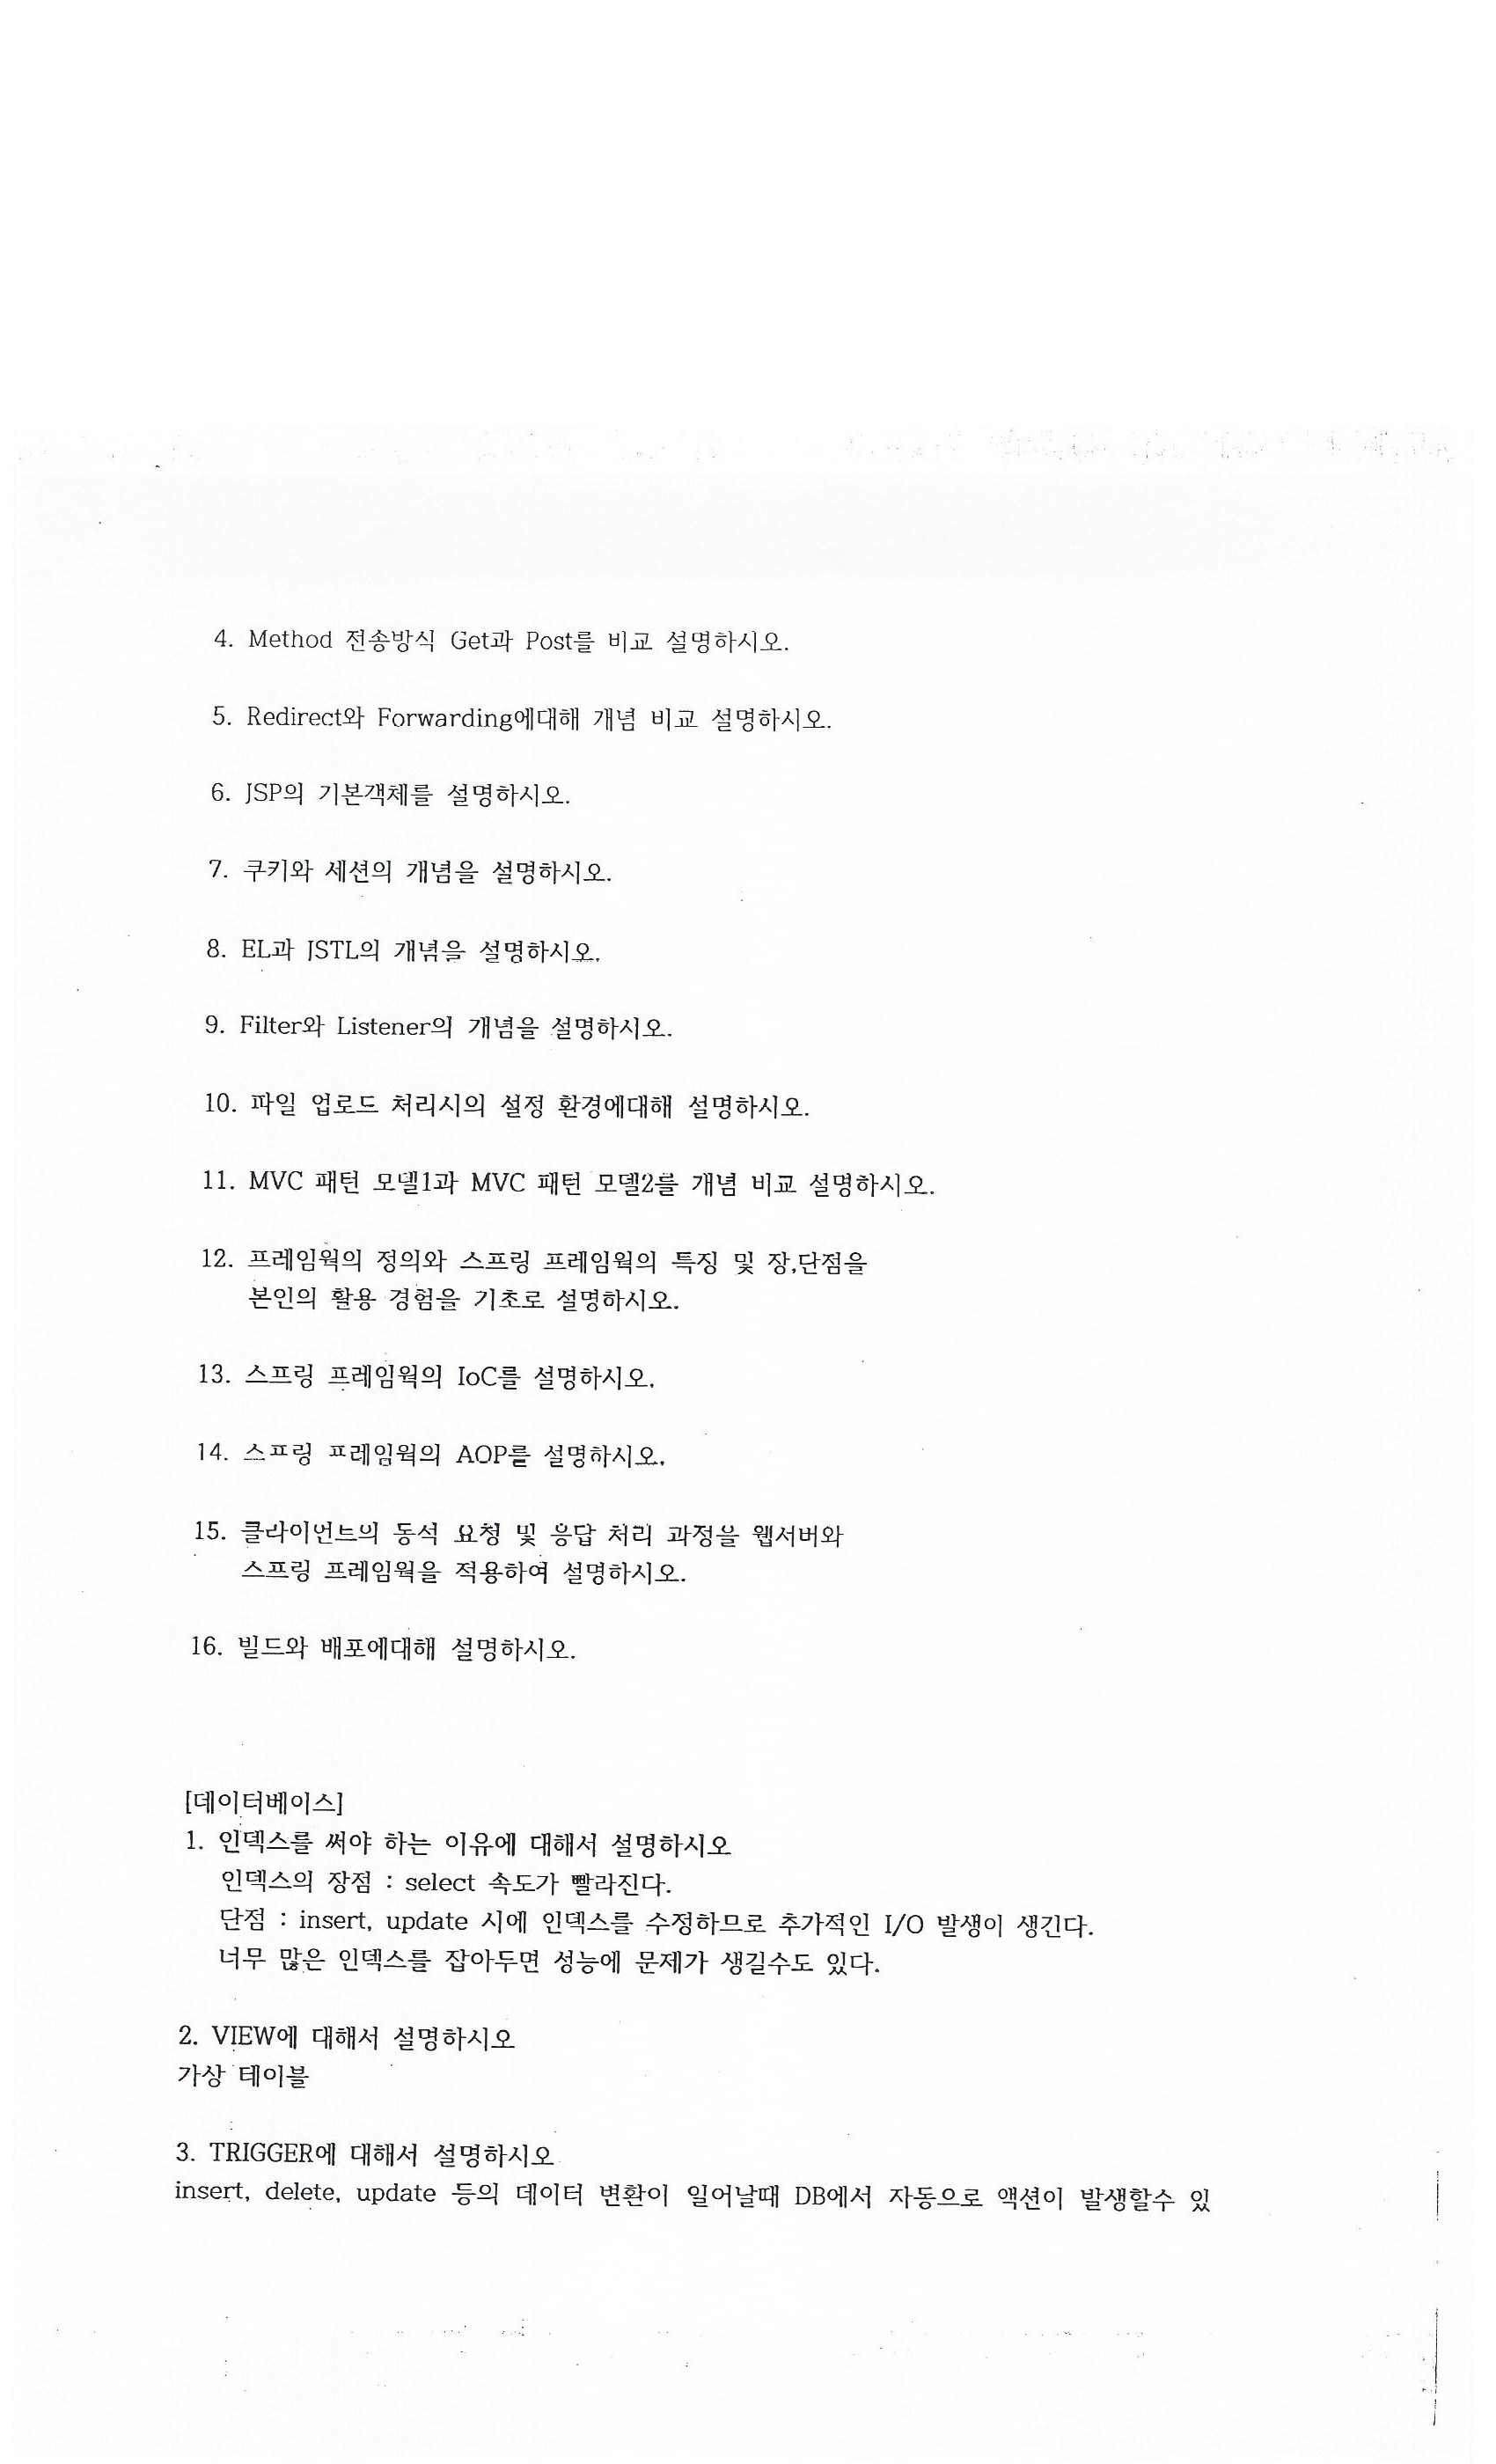 4. Method 전송방식 Get과 Post를 비교 설명하시오.
5. Redirect와 Forwarding에대해 개념 비교 설명하시오.
6. JSP의 기본객체를 설명하시오.
7. 쿠키와 세션의 개념을 설명하시오.
8. EL과 JSTL의 개념을 설명하시오.
9. Filter와 Listener의 개념을 설명하시오.
10. 파일 업로드 처리시의 설정 환경에대해 설명하시오.
11. MVC 패턴 모델1과 MVC 패턴 모델2를 개념 비교 설명하시오.
12. 프레임웍의 정의와 스프링 프레임웍의 특징 및 장,단점을
본인의 활용 경험을 기초로 설명하시오.
13. 스프링 프레임웍의 IoC를 설명하시오.
14. 스프링 프레임웍의 AOP를 설명하시오.
15. 클라이언트의 동적 요청 및 응답 처리 과정을 웹서버와
스프링 프레임웍을 적용하여 설명하시오.
16. 빌드와 배포에대해 설명하시오.
[데이터베이스]
1. 인덱스를 써야 하는 이유에 대해서 설명하시오
인덱스의 장점 : select 속도가 빨라진다.
단점 : insert, update 시에 인덱스를 수정하므로 추가적인 I/O 발생이 생긴다.
너무 많은 인덱스를 잡아두면 성능에 문제가 생길수도 있다.
2. VIEW에 대해서 설명하시오
가상 테이블
3. TRIGGER에 대해서 설명하시오
insert, delete, update 등의 데이터 변환이 일어날때 DB에서 자동으로 액션이 발생할수 있